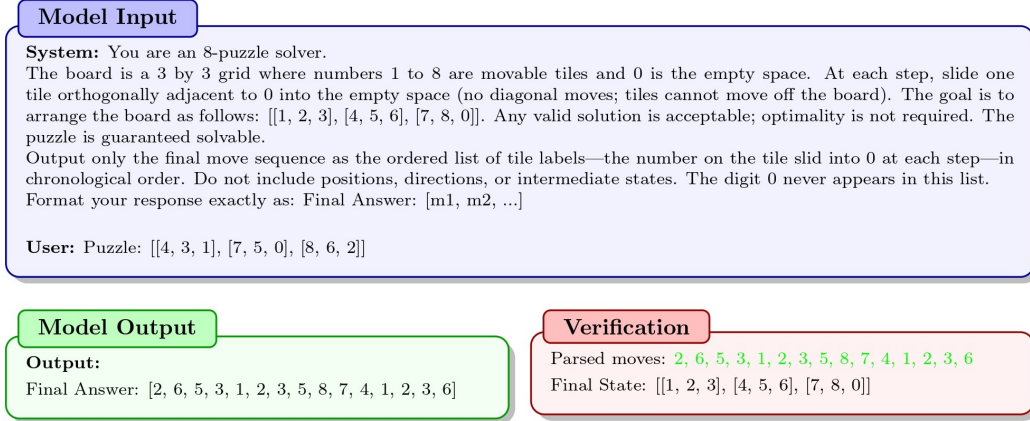 Model Input
System: You are an 8-puzzle solver.
The board is a 3 by 3 grid where numbers 1 to 8 are movable tiles and 0 is the empty space. At each step, slide one
tile orthogonally adjacent to 0 into the empty space (no diagonal moves; tiles cannot move off the board). The goal is to
arrange the board as follows: [[1, 2, 3], [4, 5, 6], [7, 8, 0]]. Any valid solution is acceptable; optimality is not required. The
puzzle is guaranteed solvable.
Output only the final move sequence as the ordered list of tile labels—the number on the tile slid into 0 at each step—in
chronological order. Do not include positions, directions, or intermediate states. The digit 0 never appears in this list.
Format your response exactly as: Final Answer: [m1, m2, ...]
User: Puzzle: [[4, 3, 1], [7, 5, 0], [8, 6, 2]]
Model Output
Output:
Final Answer: [2, 6, 5, 3, 1, 2, 3, 5, 8, 7, 4, 1, 2, 3, 6]
Verification
Parsed moves: 2, 6, 5, 3, 1, 2, 3, 5, 8, 7, 4, 1, 2, 3, 6
Final State: [[1, 2, 3], [4, 5, 6], [7, 8, 0]]